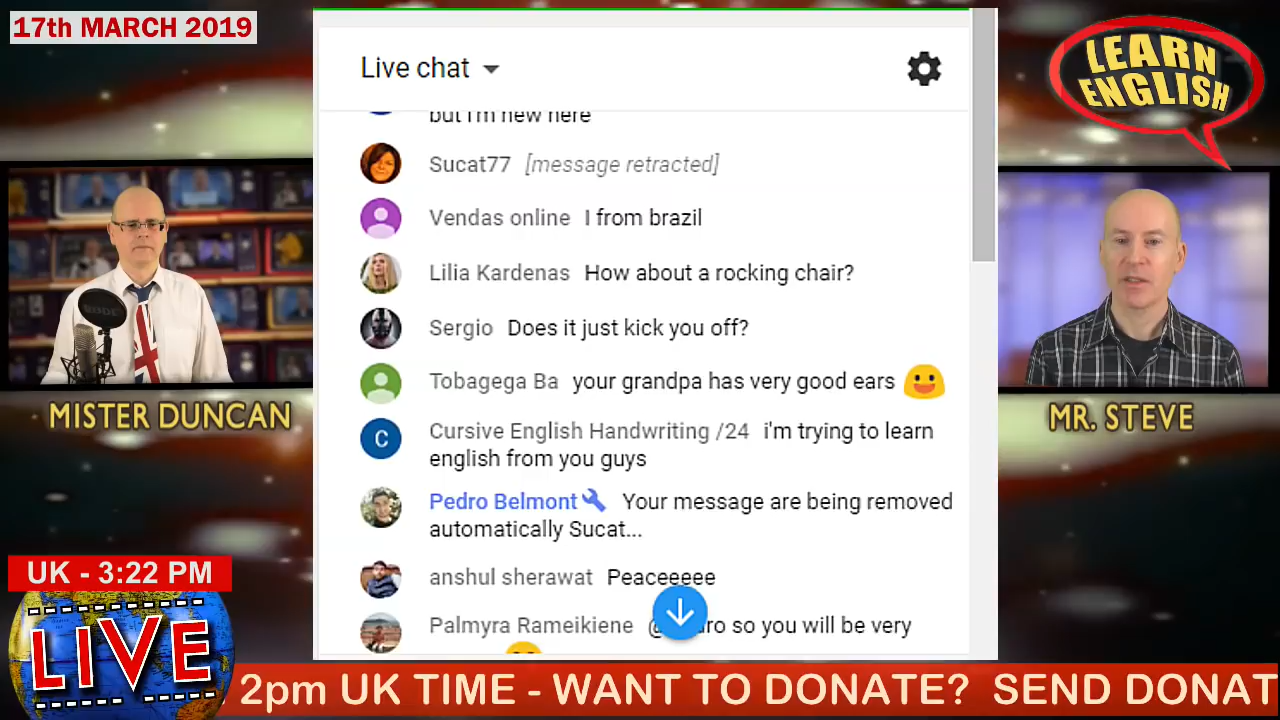 17th MARCH 2019
LEARN
ENGLISH
Live chat
but I'm new here
Sucat77 [message retracted]
Vendas online I from brazil
Lilia Kardenas How about a rocking chair?
Sergio Does it just kick you off?
Tobagega Ba your grandpa has very good ears
C Cursive English Handwriting /24 i'm trying to learn
english from you guys
Pedro Belmont Your message are being removed
automatically Sucat...
anshul sherawat Peaceeeee
Palmyra Rameikiene so you will be very
RODE
MISTER DUNCAN
MR. STEVE
UK - 3:22 PM
LIVE
2pm UK TIME - WANT TO DONATE? SEND DONAT